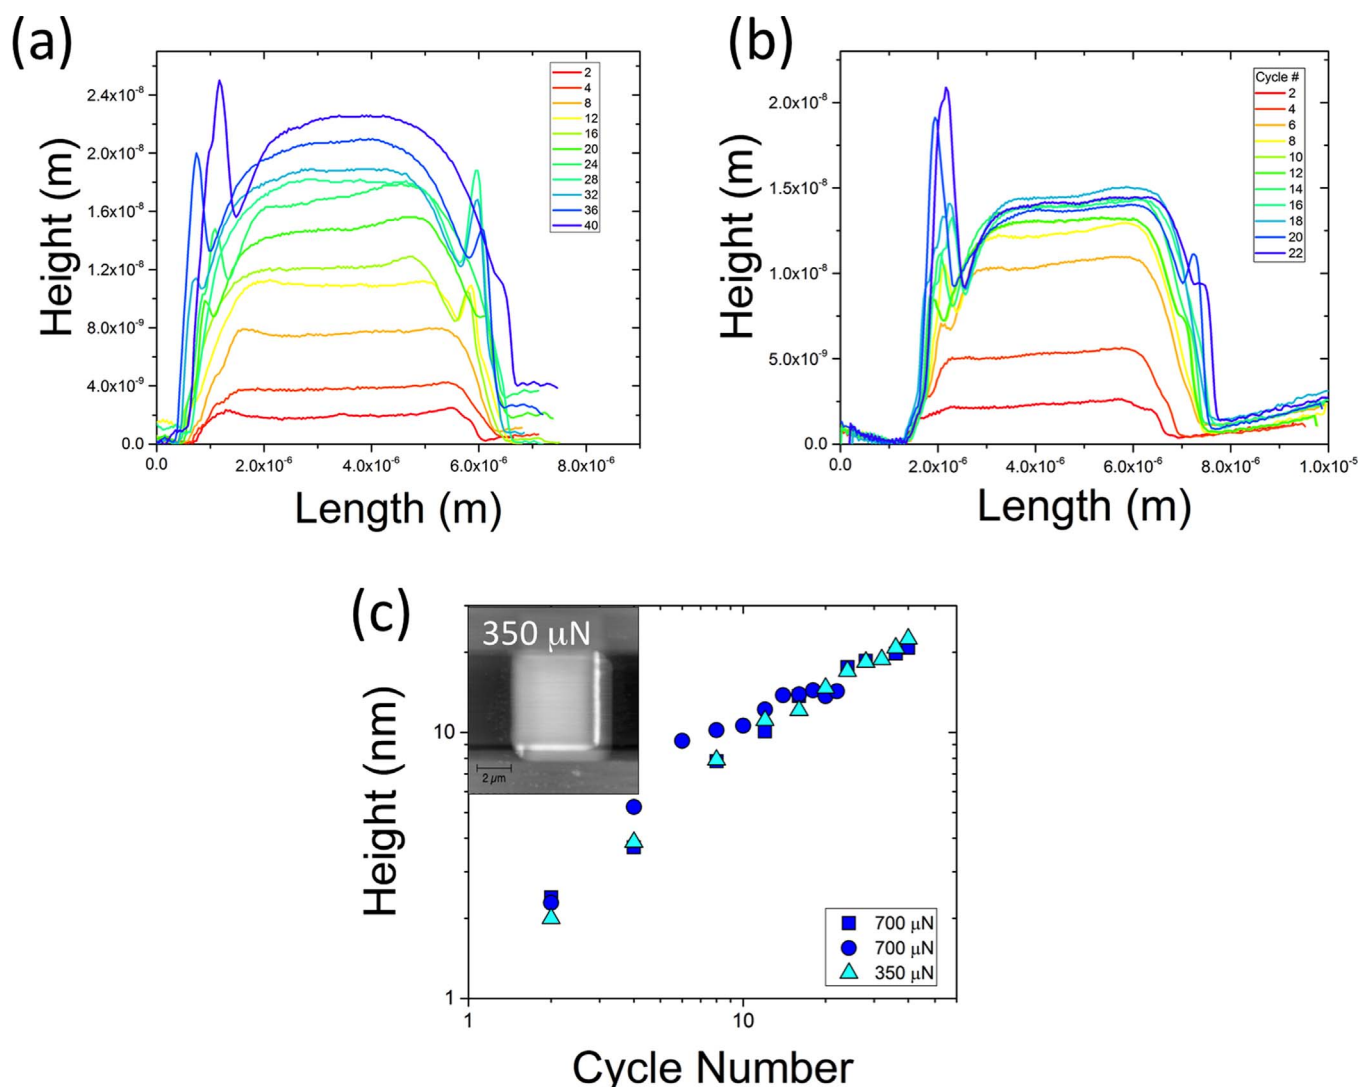 (a)
Height (m)
2.4x10⁻⁸
2.0x10⁻⁸
1.6x10⁻⁸
1.2x10⁻⁸
8.0x10⁻⁹
4.0x10⁻⁹
0.0
0.0
2.0x10⁻⁶
4.0x10⁻⁶
6.0x10⁻⁶
8.0x10⁻⁶
Length (m)
2
4
8
12
16
20
24
28
32
36
40
(b)
Height (m)
2.0x10⁻⁸
1.5x10⁻⁸
1.0x10⁻⁸
5.0x10⁻⁹
0.0
0.0
2.0x10⁻⁶
4.0x10⁻⁶
6.0x10⁻⁶
8.0x10⁻⁶
1.0x10⁻⁵
Length (m)
Cycle #
2
4
6
8
10
12
14
16
18
20
22
(c)
Height (nm)
10
1
1
10
Cycle Number
350 μN
2 μm
700 μN
700 μN
350 μN